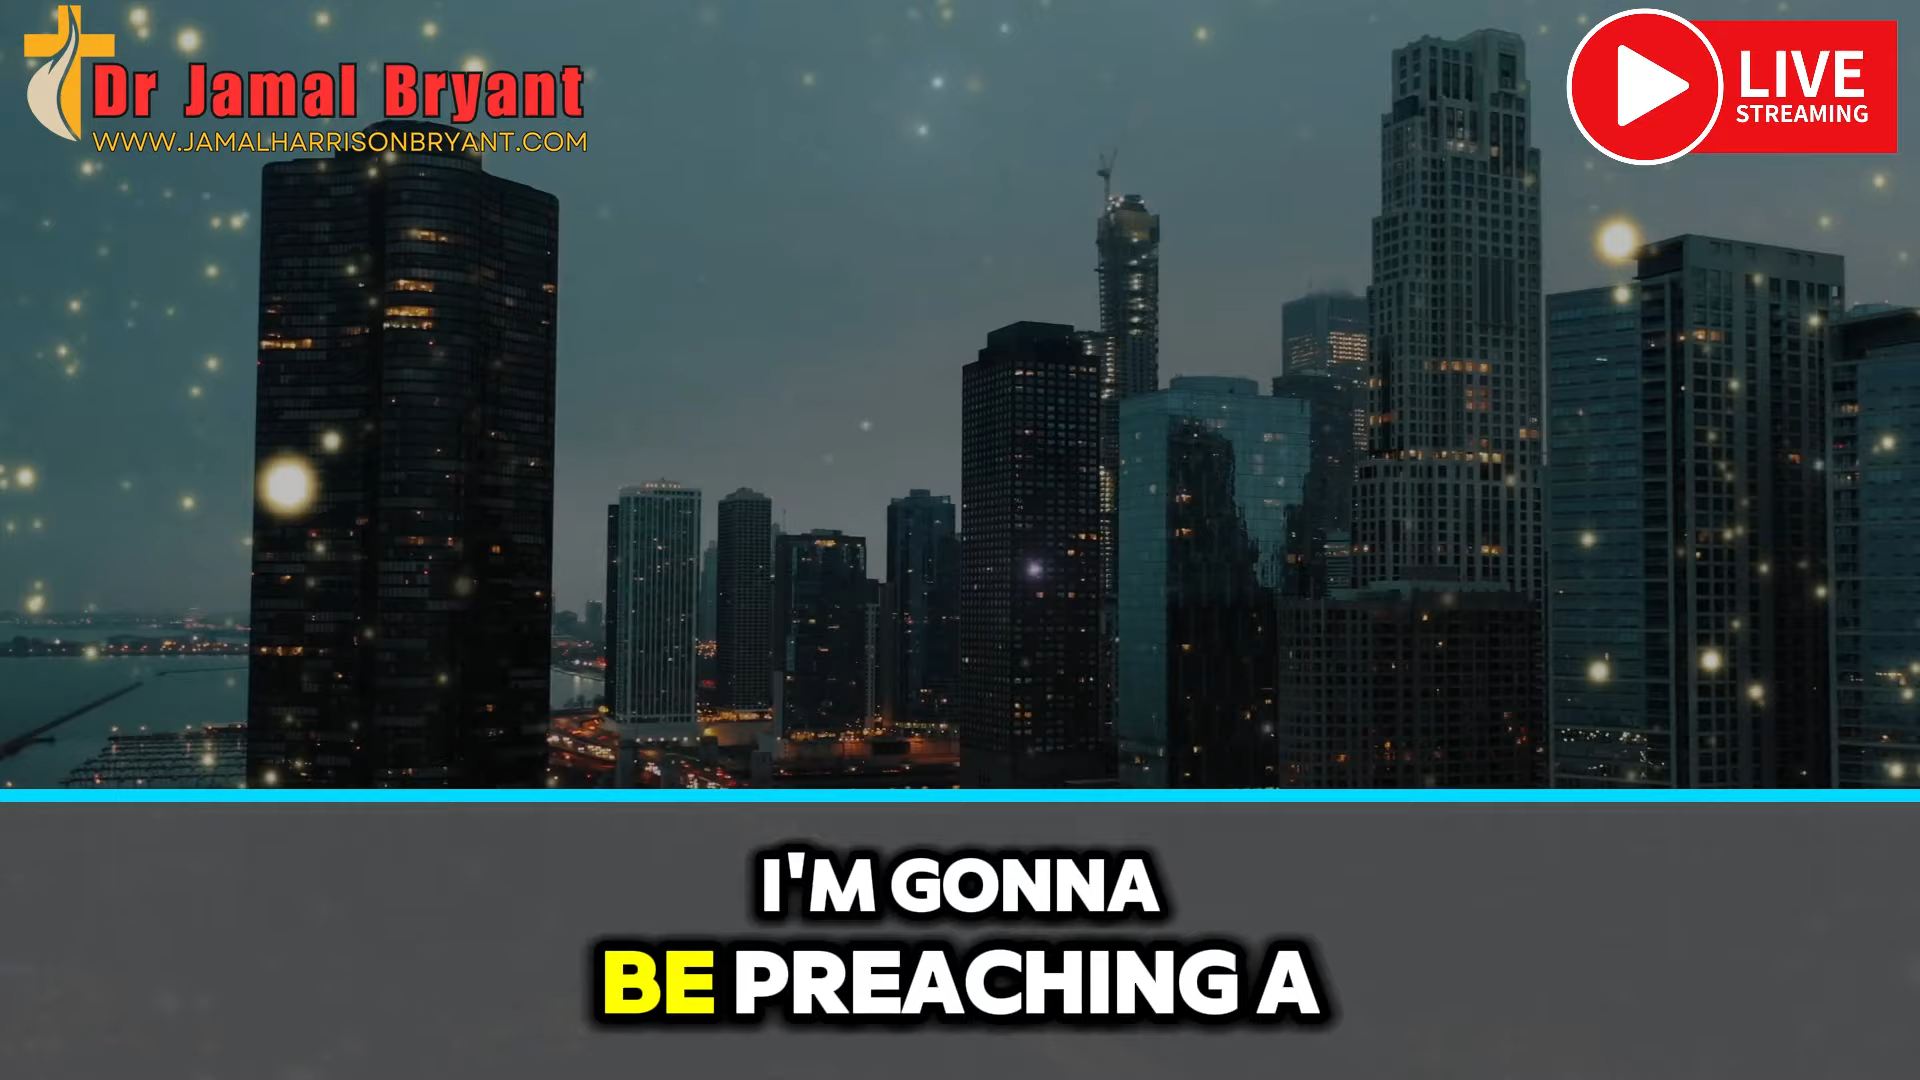 Dr Jamal Bryant
WWW.JAMALHARRISONBRYANT.COM
LIVE
STREAMING
I'M GONNA
BE PREACHING A